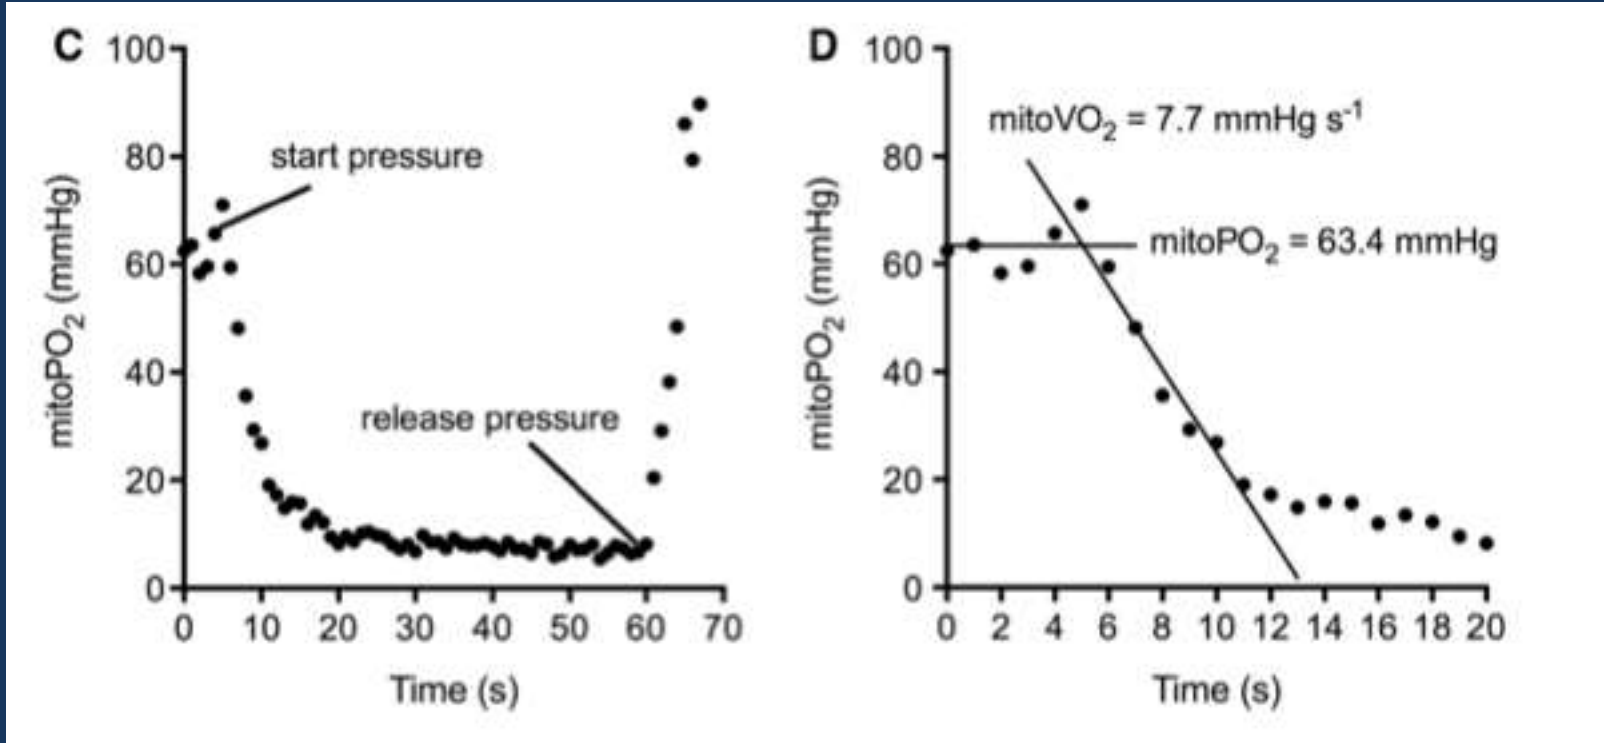 C
100
80
60
40
20
0
mitoPO₂ (mmHg)
start pressure
release pressure
0 10 20 30 40 50 60 70
Time (s)
D
100
80
60
40
20
0
mitoPO₂ (mmHg)
mitoVO₂ = 7.7 mmHg s⁻¹
mitoPO₂ = 63.4 mmHg
0 2 4 6 8 10 12 14 16 18 20
Time (s)